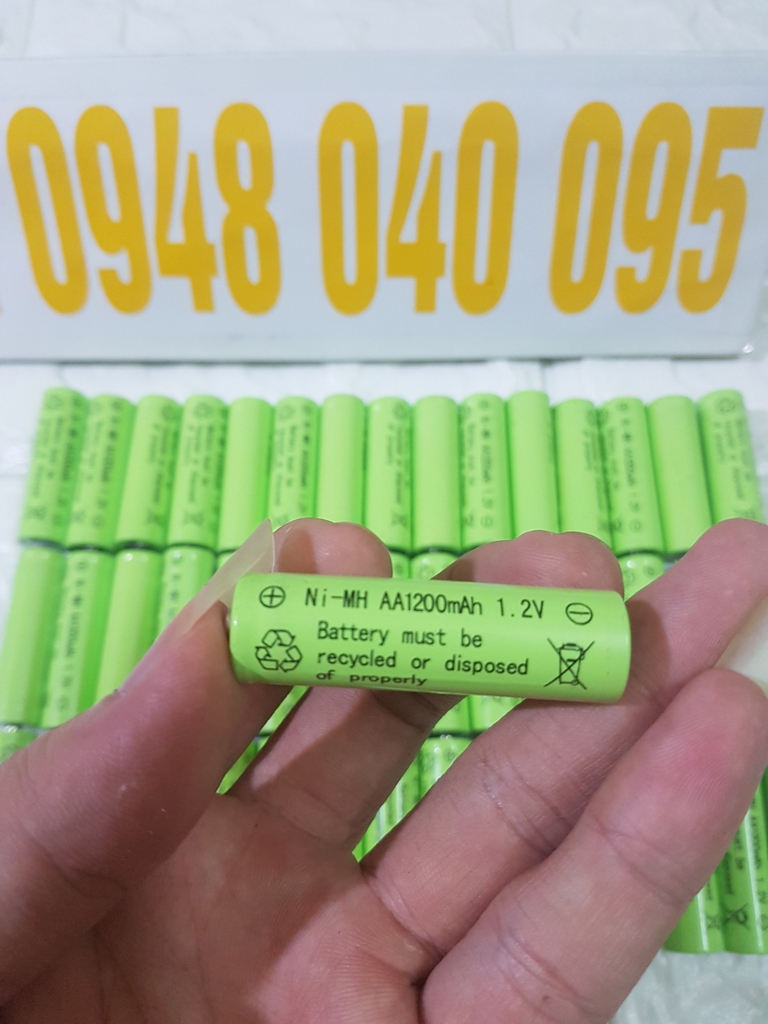 0948 040 095
⊕ Ni-MH AA1200mAh 1.2V ⊖
Battery must be
recycled or disposed
of properly